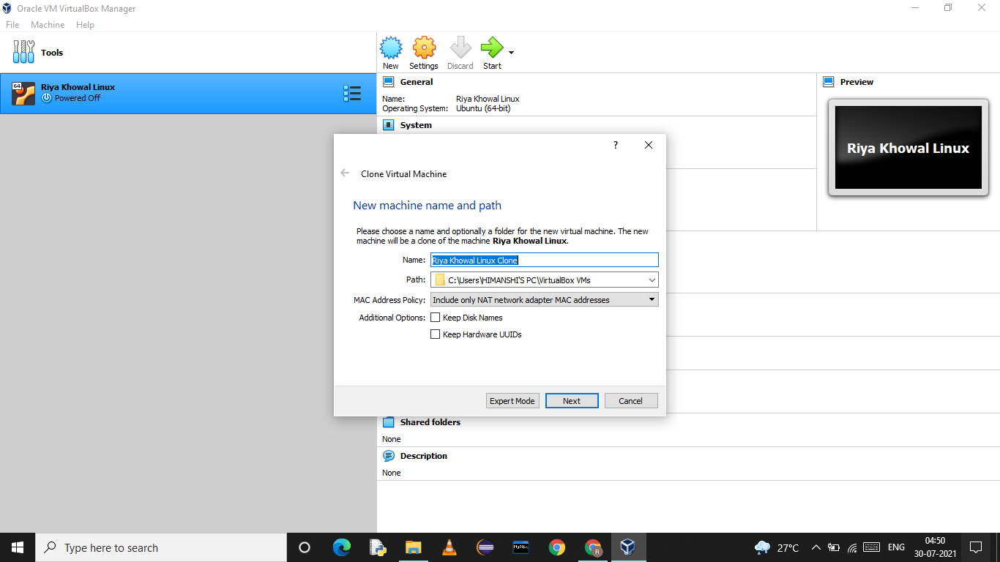 Oracle VM VirtualBox Manager
File Machine Help
Tools
New Settings Discard Start
64
Riya Khowal Linux
Powered Off
General
Name: Riya Khowal Linux
Operating System: Ubuntu (64-bit)
System
Preview
Riya Khowal Linux
?
Clone Virtual Machine
New machine name and path
Please choose a name and optionally a folder for the new virtual machine. The new
machine will be a clone of the machine Riya Khowal Linux.
Name: Riya Khowal Linux Clone
Path: C:\Users\HIMANSHI'S PC\VirtualBox VMs
MAC Address Policy: Include only NAT network adapter MAC addresses
Additional Options: Keep Disk Names
Keep Hardware UUIDs
Expert Mode Next Cancel
Shared folders
None
Description
None
Type here to search
MySQL
R
27°C
ENG
04:50
30-07-2021